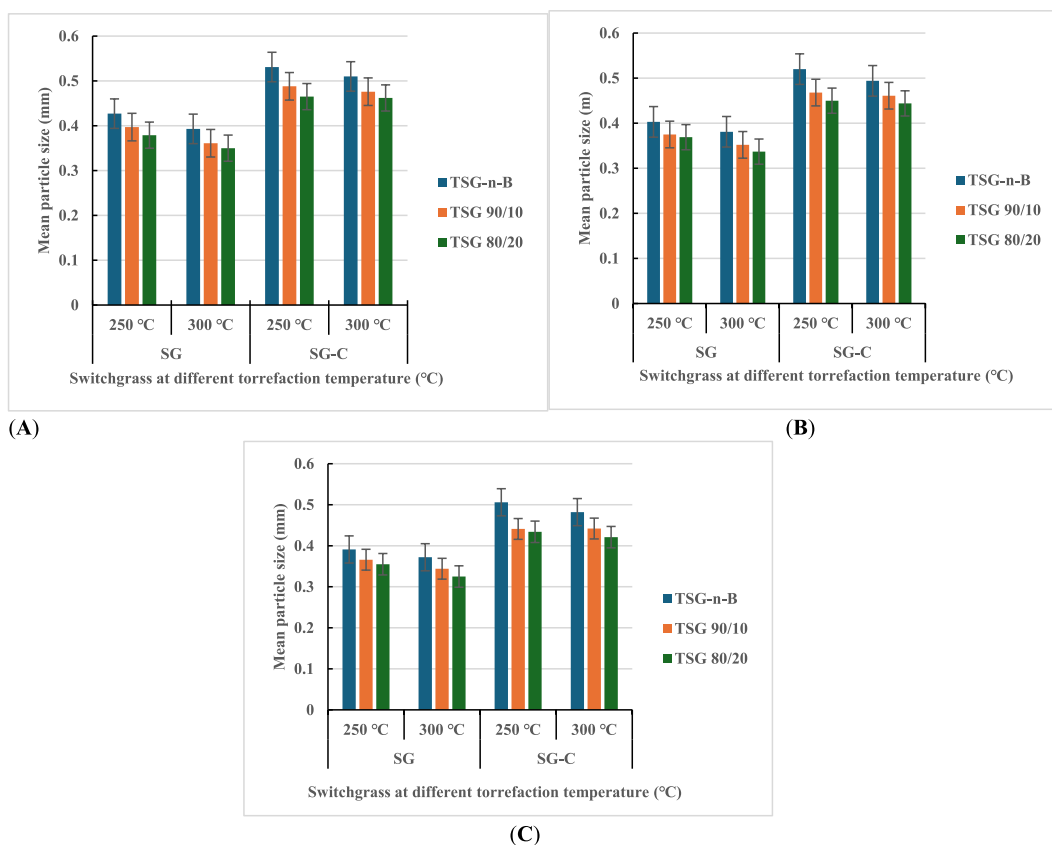 0.6
0.5
0.4
0.3
0.2
0.1
0
Mean particle size (mm)
250 °C 300 °C 250 °C 300 °C
SG SG-C
Switchgrass at different torrefaction temperature (°C)
TSG-n-B
TSG 90/10
TSG 80/20
(A)
0.6
0.5
0.4
0.3
0.2
0.1
0
Mean particle size (m)
250 °C 300 °C 250 °C 300 °C
SG SG-C
Switchgrass at different torrefaction temperature (°C)
TSG-n-B
TSG 90/10
TSG 80/20
(B)
0.6
0.5
0.4
0.3
0.2
0.1
0
Mean particle size (mm)
250 °C 300 °C 250 °C 300 °C
SG SG-C
Switchgrass at different torrefaction temperature (°C)
TSG-n-B
TSG 90/10
TSG 80/20
(C)